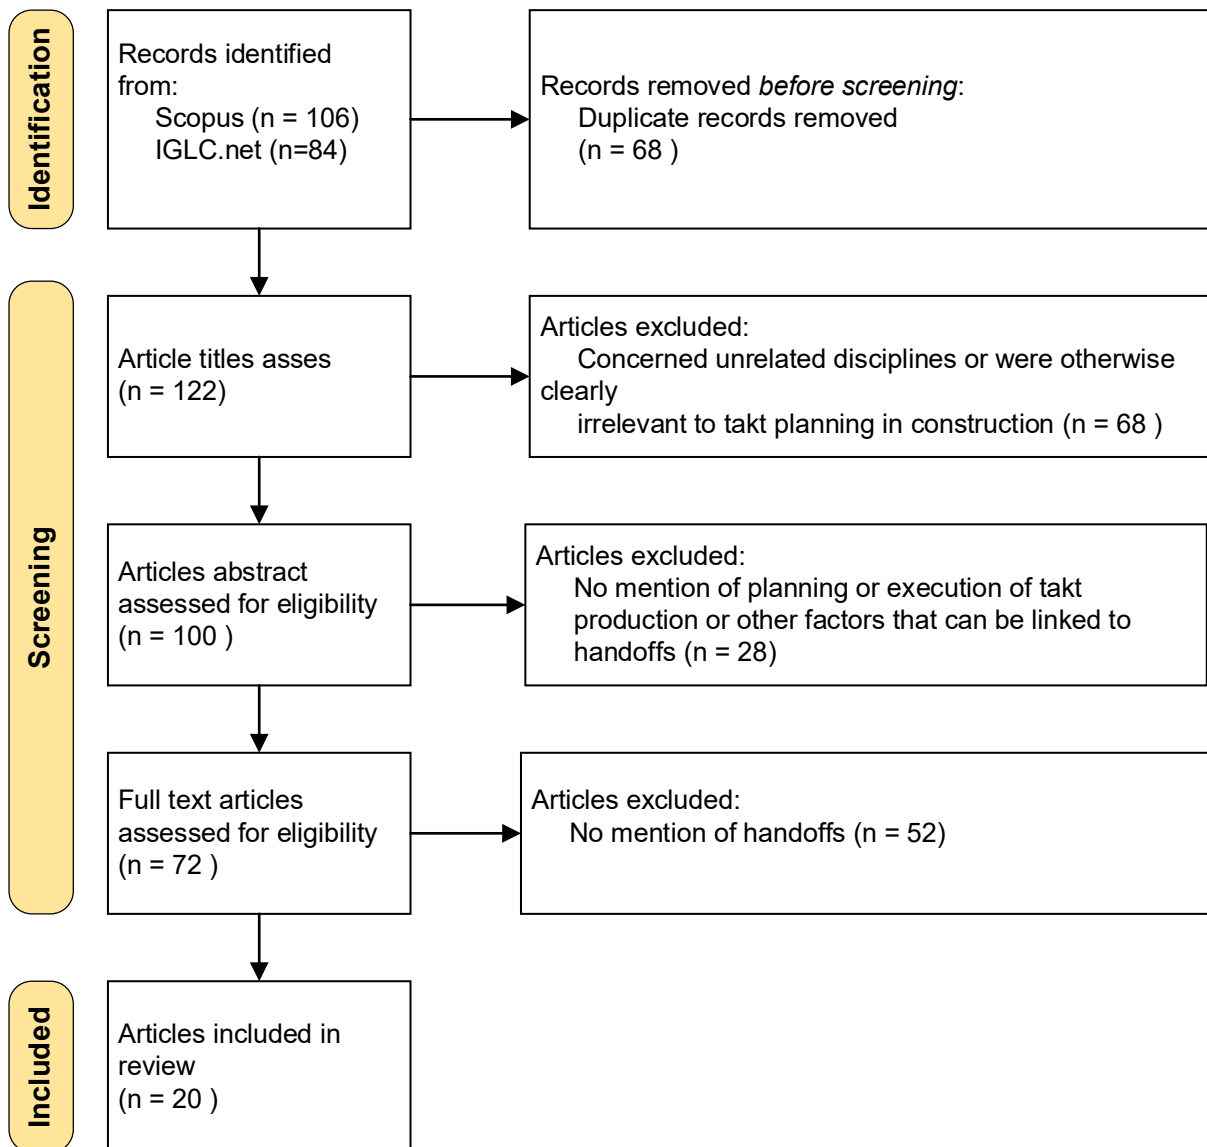 Identification
Records identified
from:
Scopus (n = 106)
IGLC.net (n=84)
Records removed before screening:
Duplicate records removed
(n = 68 )
Screening
Article titles asses
(n = 122)
Articles excluded:
Concerned unrelated disciplines or were otherwise
clearly
irrelevant to takt planning in construction (n = 68 )
Articles abstract
assessed for eligibility
(n = 100 )
Articles excluded:
No mention of planning or execution of takt
production or other factors that can be linked to
handoffs (n = 28)
Full text articles
assessed for eligibility
(n = 72 )
Articles excluded:
No mention of handoffs (n = 52)
Included
Articles included in
review
(n = 20 )